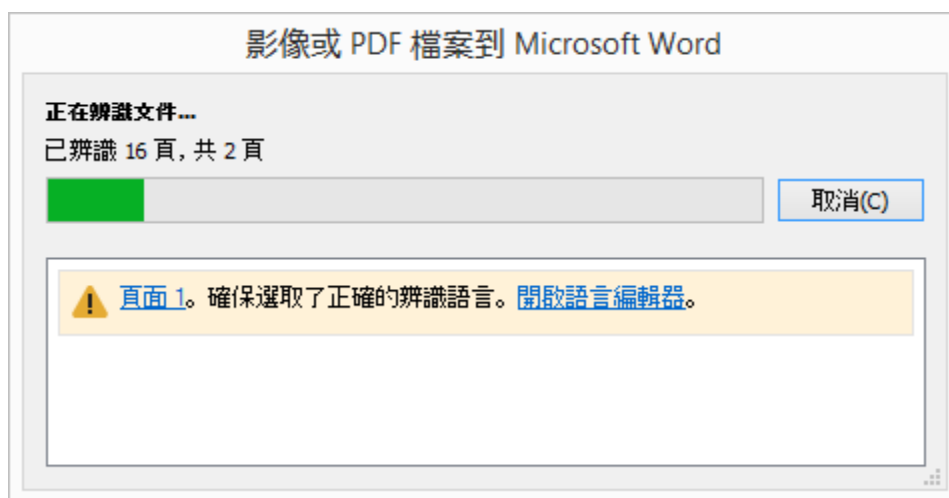 影像或 PDF 檔案到 Microsoft Word
正在辨識文件...
已辨識 16 頁, 共 2 頁
取消(C)
頁面 1。確保選取了正確的辨識語言。開啟語言編輯器。